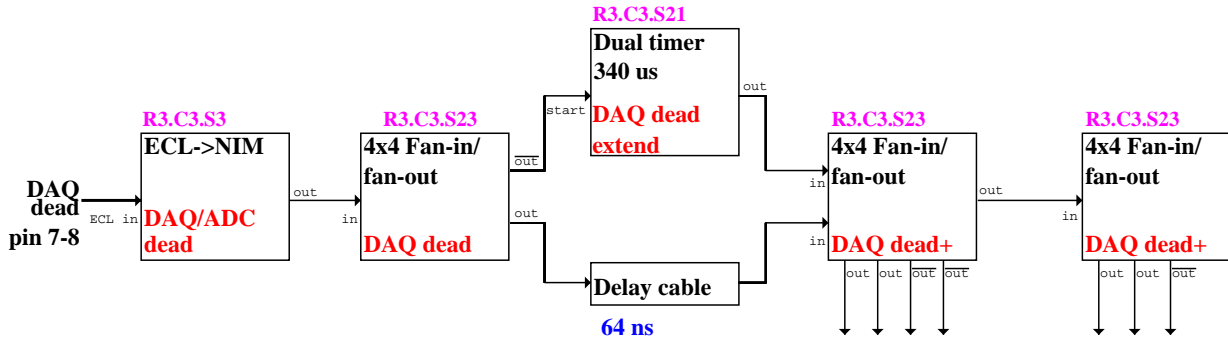 DAQ
dead
pin 7-8
ECL in
R3.C3.S3
ECL->NIM
DAQ/ADC
dead
out
in
R3.C3.S23
4x4 Fan-in/
fan-out
DAQ dead
out
out
start
R3.C3.S21
Dual timer
340 us
DAQ dead
extend
out
Delay cable
64 ns
in
in
R3.C3.S23
4x4 Fan-in/
fan-out
DAQ dead+
out
out
out
out
out
in
R3.C3.S23
4x4 Fan-in/
fan-out
DAQ dead+
out
out
out